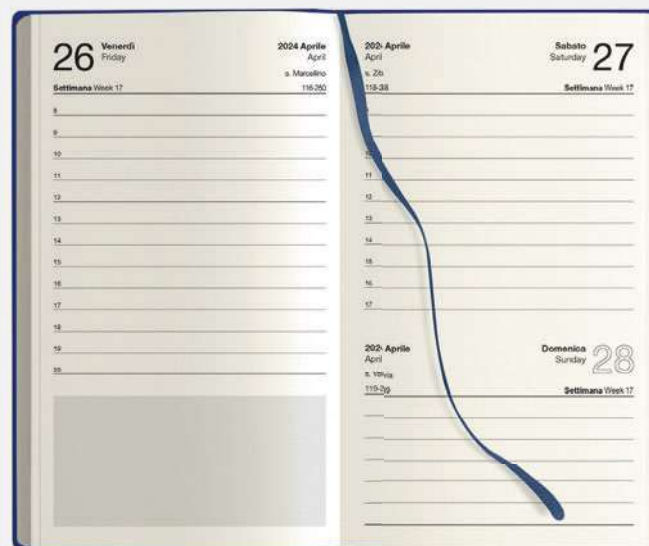 26 Venerdì
Friday
2024 Aprile
April
s. Marcellino
Settimana Week 17
116-250
8
9
10
11
12
13
14
15
16
17
18
19
20
Aprile
April
s. Zita
Sabato
Saturday
27
Settimana Week 17
11
12
13
14
15
16
17
Aprile
April
Domenica
Sunday
28
Settimana Week 17